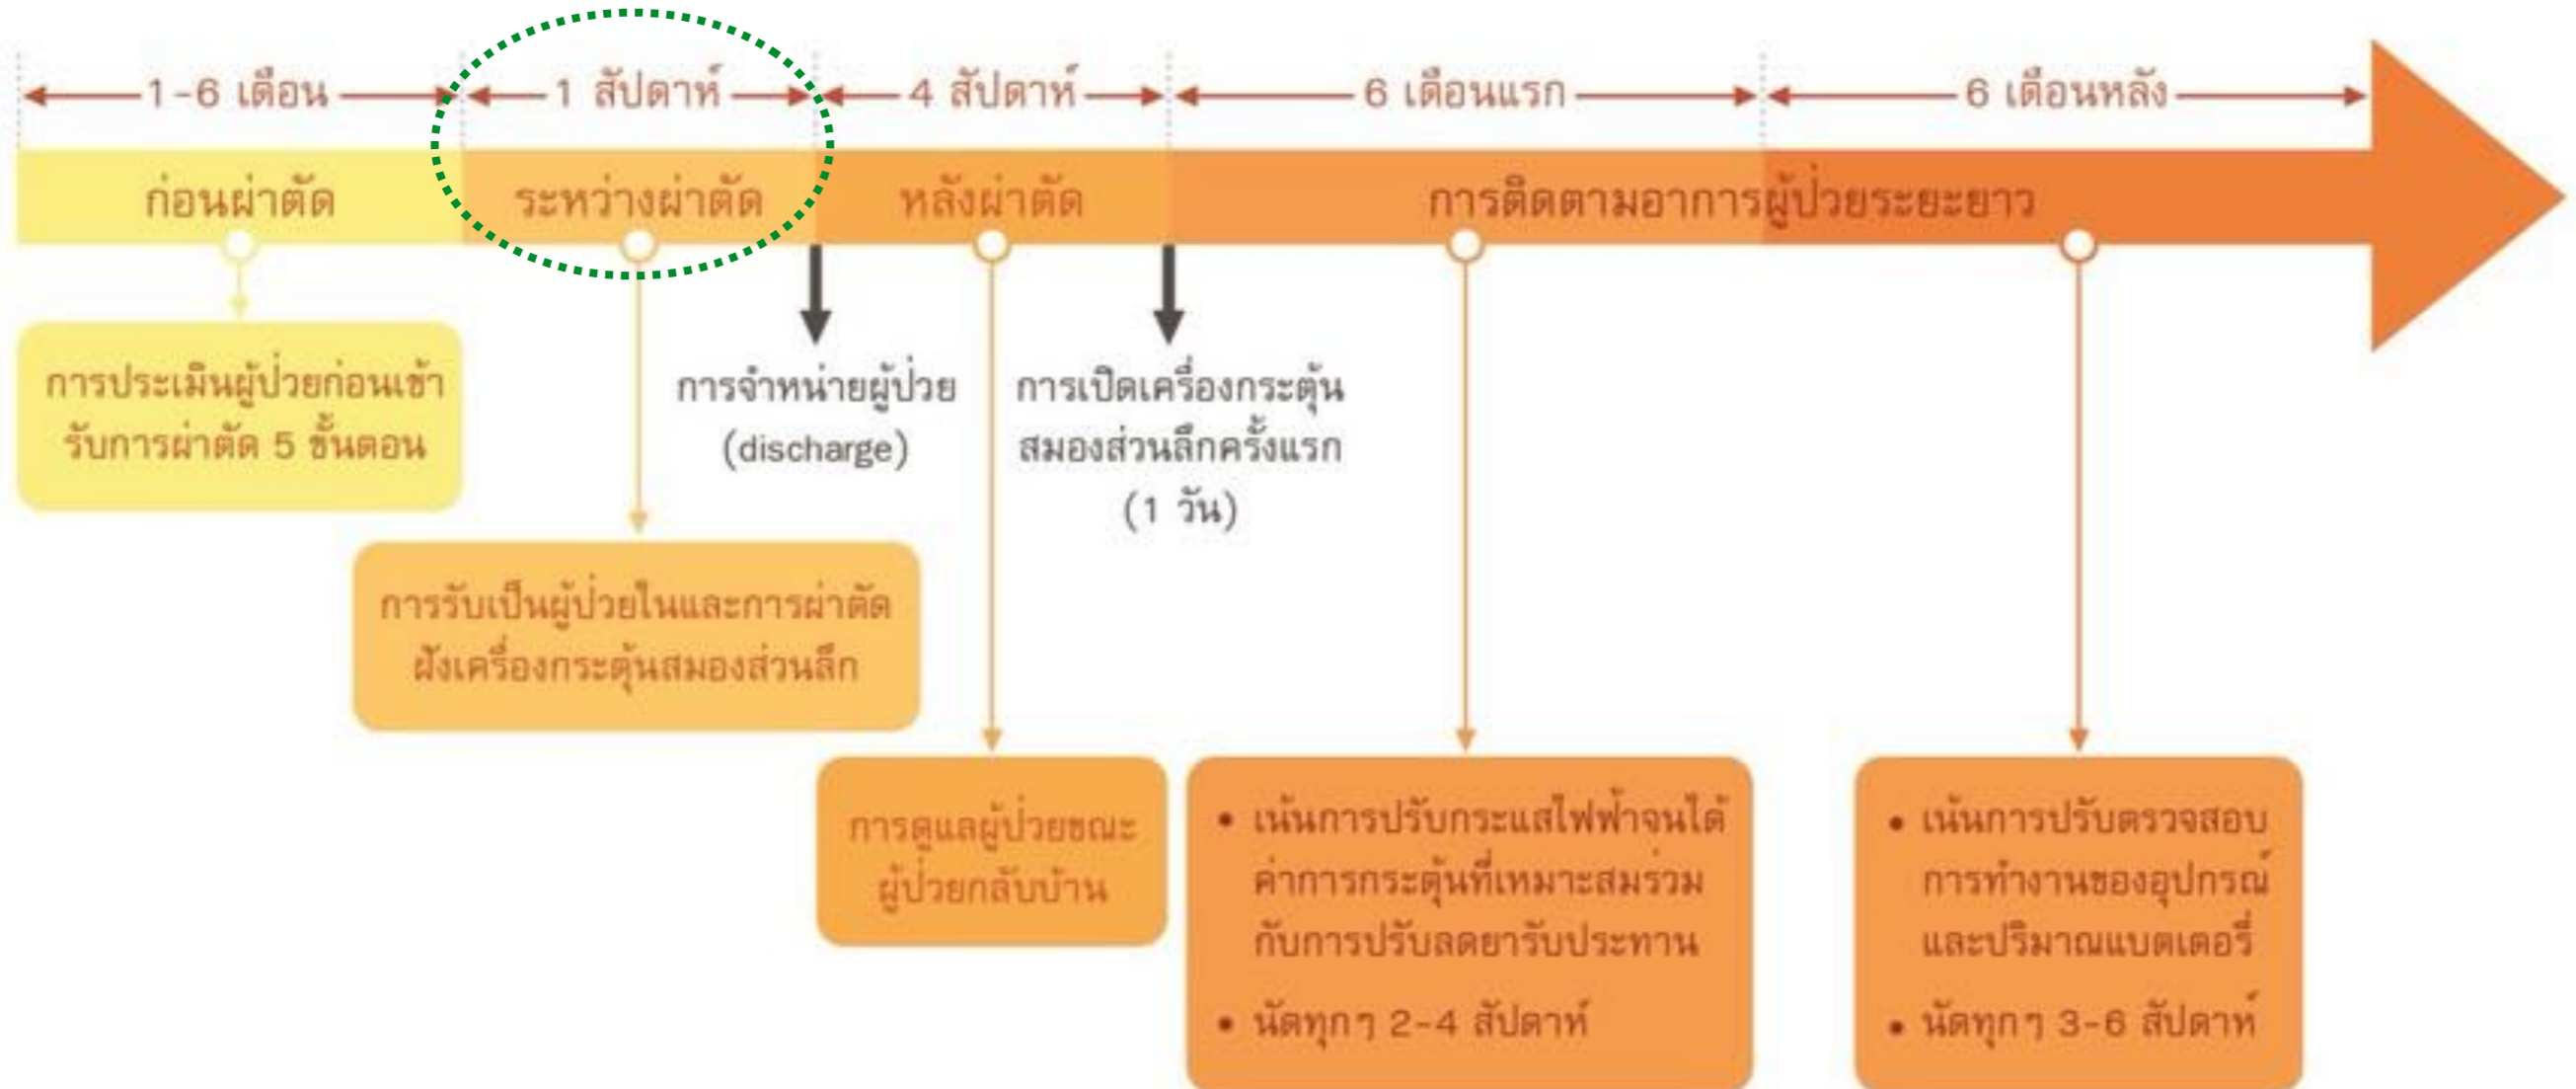 1-6 เดือน
1 สัปดาห์
4 สัปดาห์
6 เดือนแรก
6 เดือนหลัง
ก่อนผ่าตัด
ระหว่างผ่าตัด
หลังผ่าตัด
การติดตามอาการผู้ป่วยระยะยาว
การประเมินผู้ป่วยก่อนเข้า
รับการผ่าตัด 5 ขั้นตอน
การจำหน่ายผู้ป่วย
(discharge)
การเปิดเครื่องกระตุ้น
สมองส่วนลึกครั้งแรก
(1 วัน)
การรับเป็นผู้ป่วยในและการผ่าตัด
ฝังเครื่องกระตุ้นสมองส่วนลึก
การดูแลผู้ป่วยขณะ
ผู้ป่วยกลับบ้าน
• เน้นการปรับกระแสไฟฟ้าจนได้
ค่าการกระตุ้นที่เหมาะสมร่วม
กับการปรับลดยารับประทาน
• นัดทุกๆ 2-4 สัปดาห์
• เน้นการปรับตรวจสอบ
การทำงานของอุปกรณ์
และปริมาณแบตเตอรี่
• นัดทุกๆ 3-6 สัปดาห์